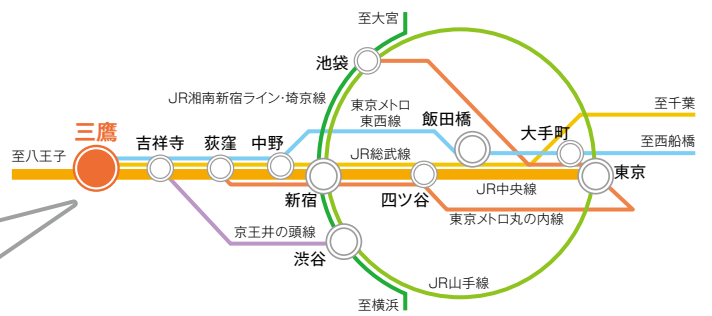 至大宮
池袋
JR湘南新宿ライン・埼京線
東京メトロ
東西線
飯田橋
大手町
至千葉
三鷹
吉祥寺
荻窪
中野
至八王子
JR総武線
至西船橋
新宿
四ツ谷
JR中央線
東京
東京メトロ丸の内線
京王井の頭線
渋谷
JR山手線
至横浜